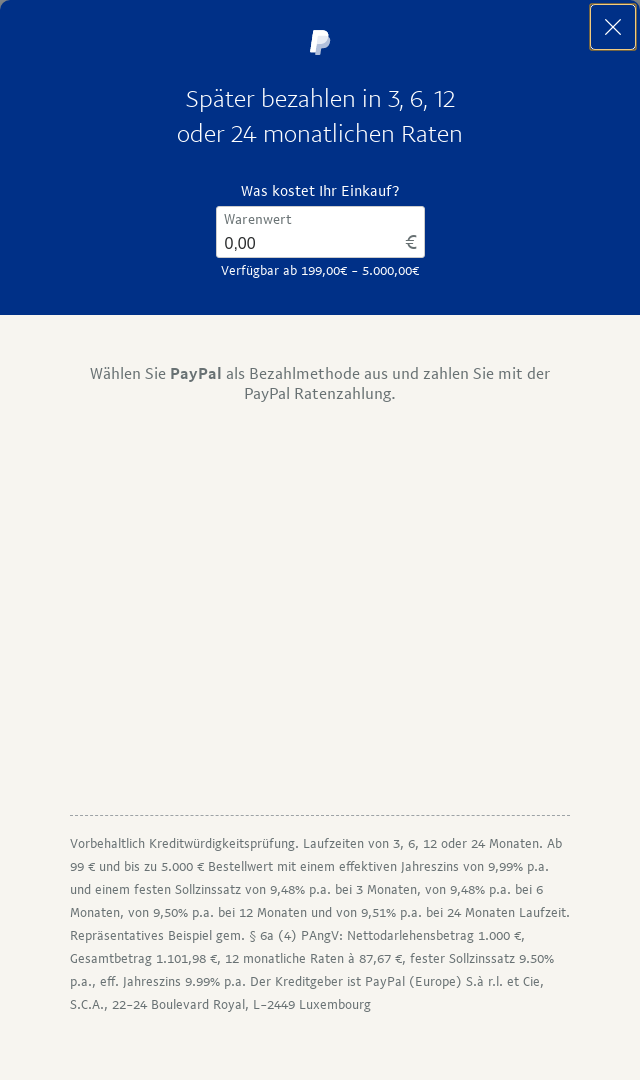 Später bezahlen in 3, 6, 12
oder 24 monatlichen Raten
Was kostet Ihr Einkauf?
Warenwert
0,00 €
Verfügbar ab 199,00€ – 5.000,00€
Wählen Sie PayPal als Bezahlmethode aus und zahlen Sie mit der
PayPal Ratenzahlung.
Vorbehaltlich Kreditwürdigkeitsprüfung. Laufzeiten von 3, 6, 12 oder 24 Monaten. Ab
99 € und bis zu 5.000 € Bestellwert mit einem effektiven Jahreszins von 9,99% p.a.
und einem festen Sollzinssatz von 9,48% p.a. bei 3 Monaten, von 9,48% p.a. bei 6
Monaten, von 9,50% p.a. bei 12 Monaten und von 9,51% p.a. bei 24 Monaten Laufzeit.
Repräsentatives Beispiel gem. § 6a (4) PAngV: Nettodarlehensbetrag 1.000 €,
Gesamtbetrag 1.101,98 €, 12 monatliche Raten à 87,67 €, fester Sollzinssatz 9.50%
p.a., eff. Jahreszins 9.99% p.a. Der Kreditgeber ist PayPal (Europe) S.à r.l. et Cie,
S.C.A., 22–24 Boulevard Royal, L–2449 Luxembourg